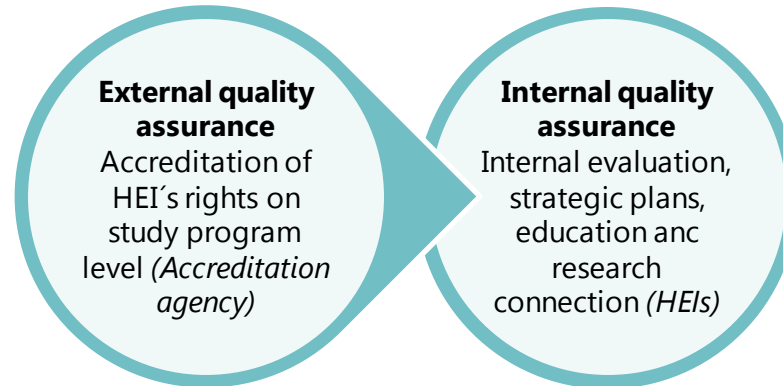 External quality
assurance
Accreditation of
HEI´s rights on
study program
level (Accreditation
agency)
Internal quality
assurance
Internal evaluation,
strategic plans,
education anc
research
connection (HEIs)